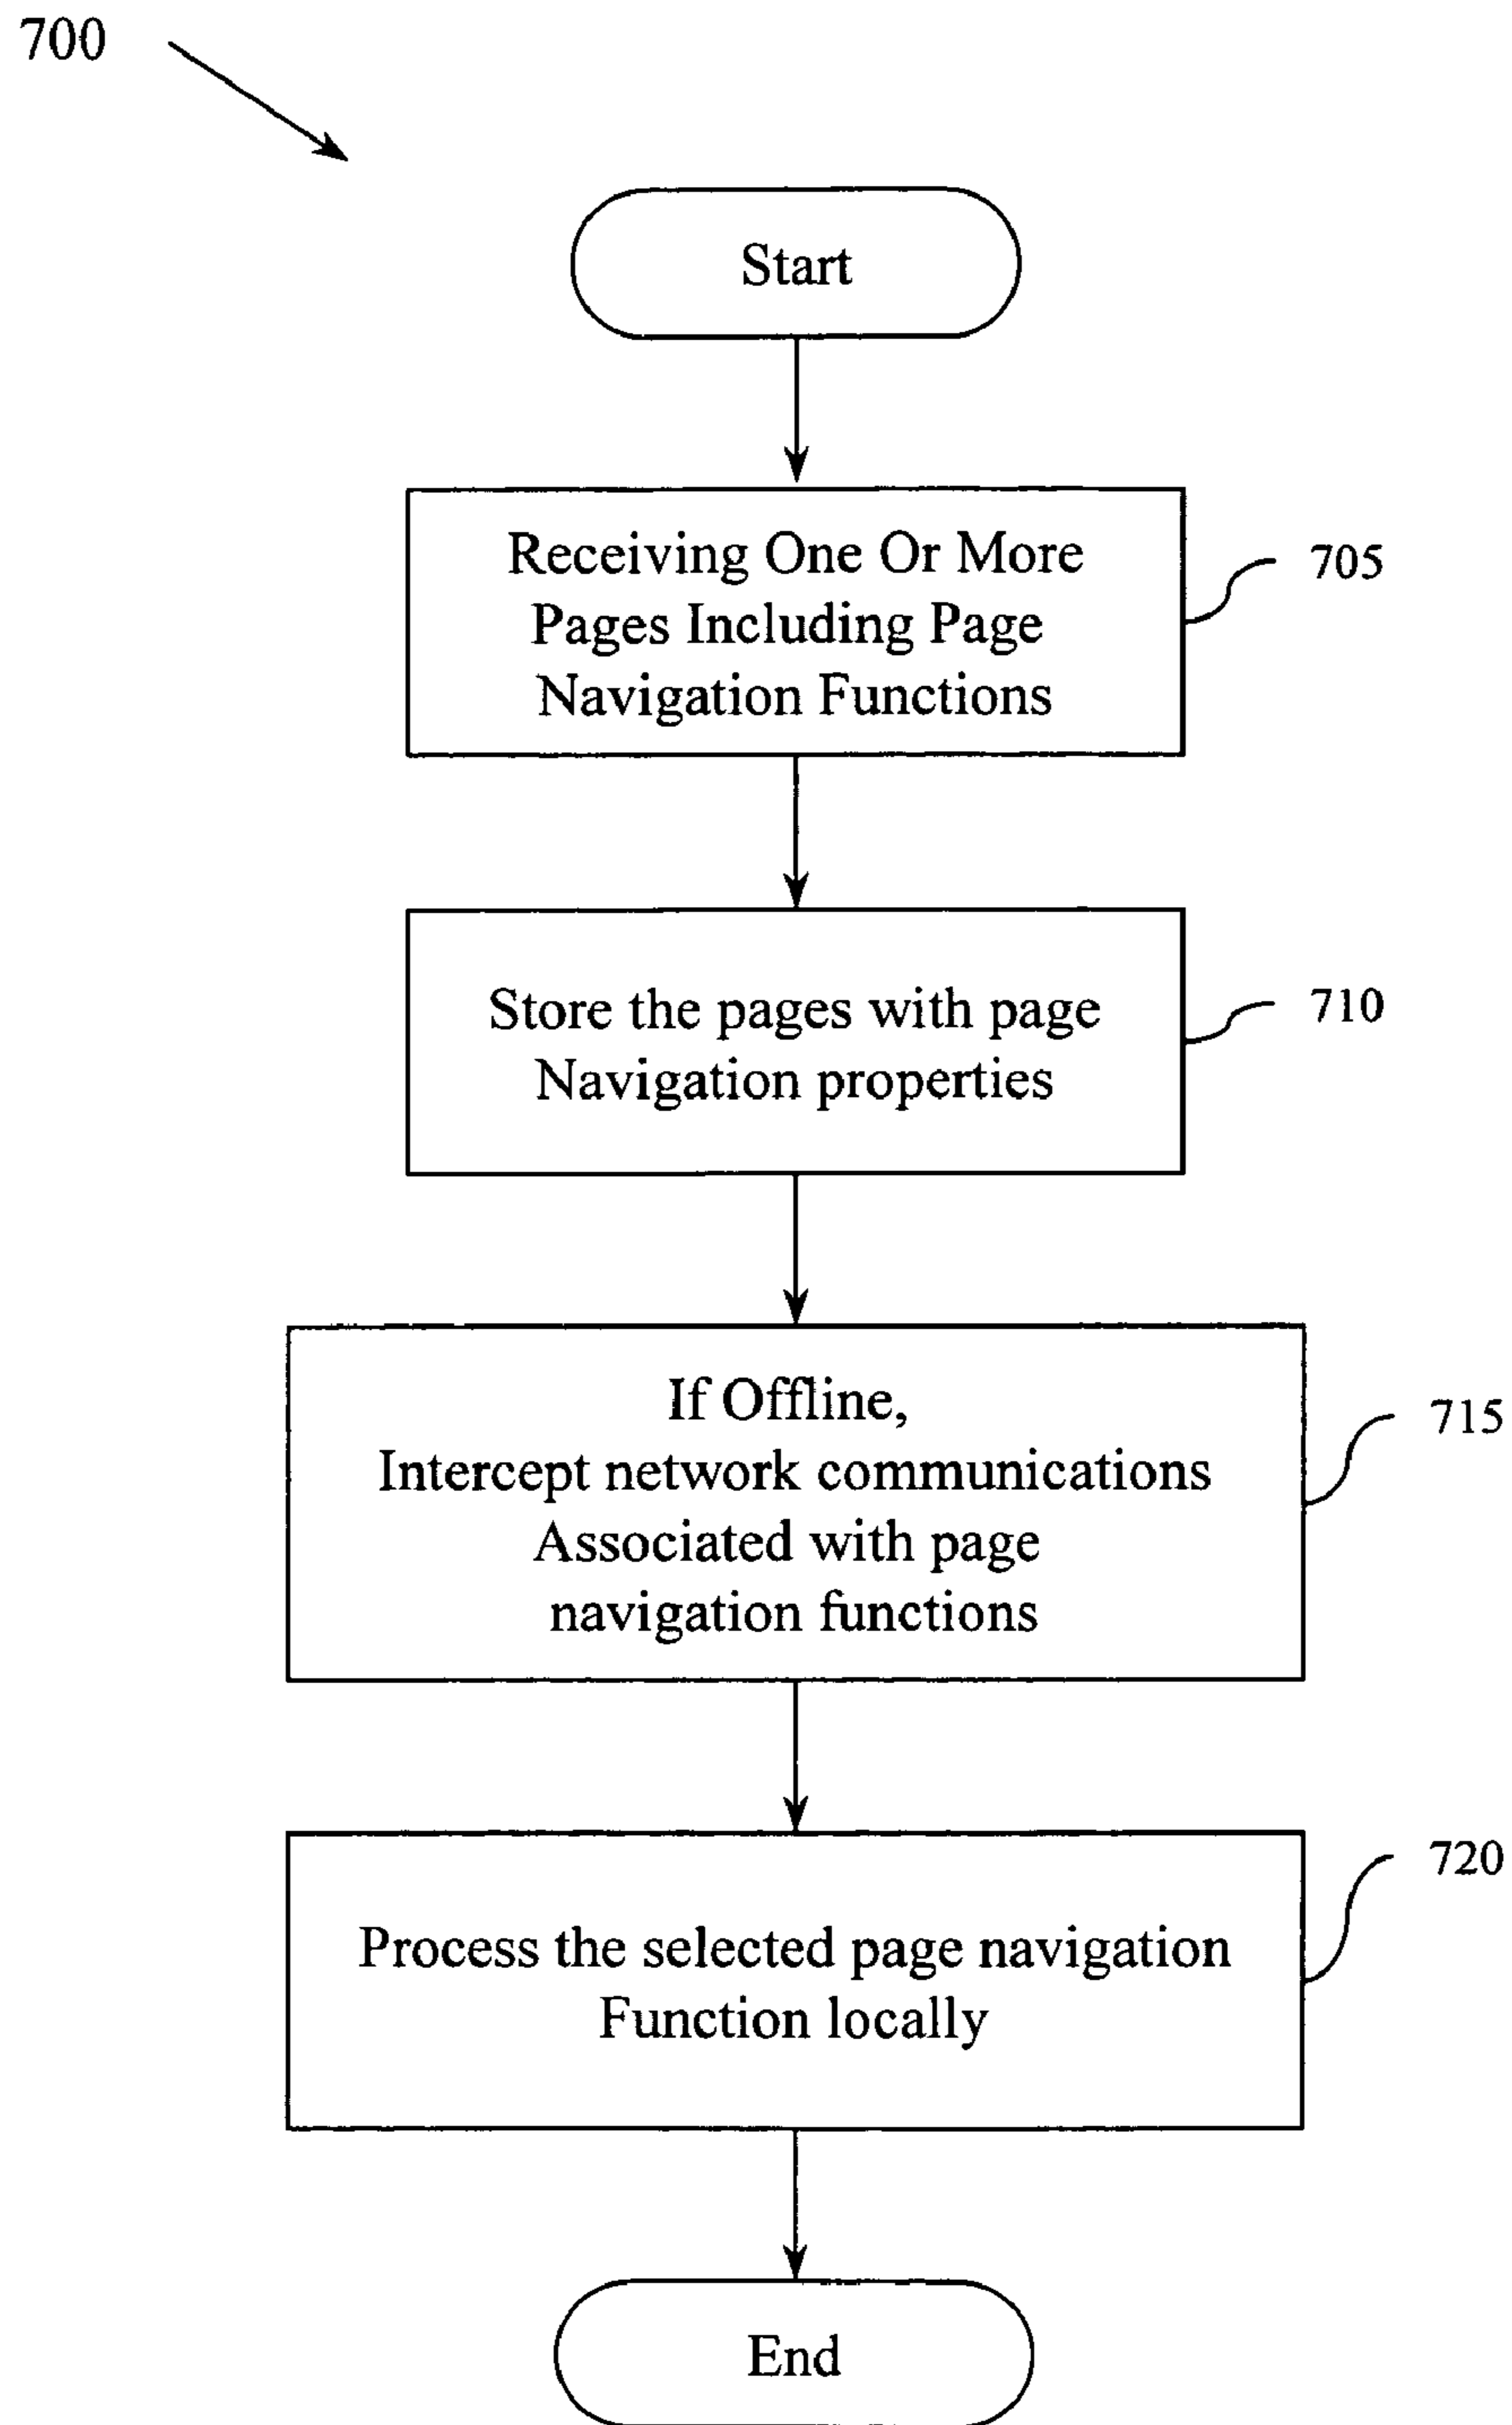 700
Start
Receiving One Or More
Pages Including Page
Navigation Functions
705
Store the pages with page
Navigation properties
710
If Offline,
Intercept network communications
Associated with page
navigation functions
715
Process the selected page navigation
Function locally
720
End